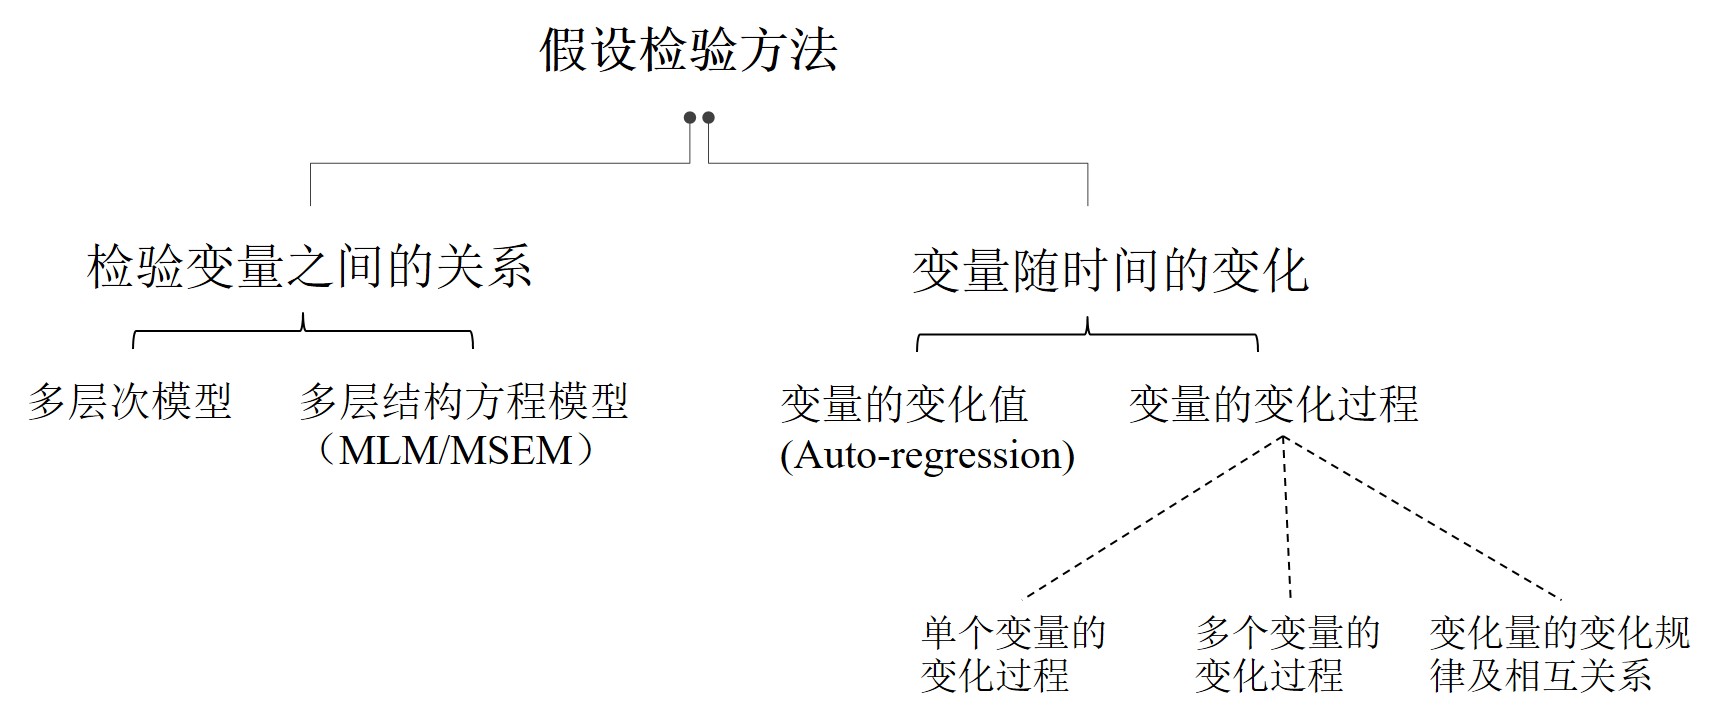 假设检验方法
检验变量之间的关系
变量随时间的变化
多层次模型
多层结构方程模型
（MLM/MSEM）
变量的变化值
(Auto-regression)
变量的变化过程
单个变量的
变化过程
多个变量的
变化过程
变化量的变化规
律及相互关系